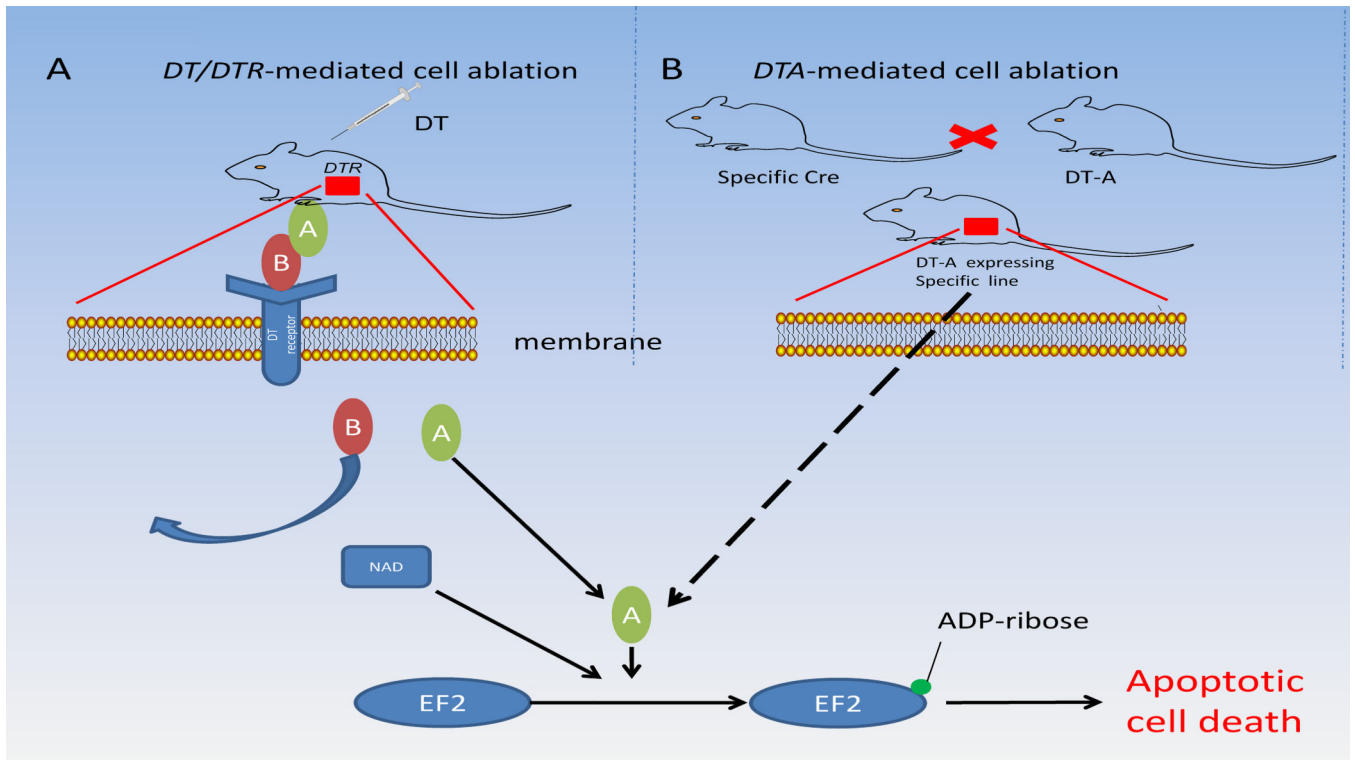 A
DT/DTR-mediated cell ablation
DT
DTR
A
B
DT
receptor
membrane
B
DTA-mediated cell ablation
Specific Cre
DT-A
DT-A expressing
Specific line
B
A
NAD
A
ADP-ribose
EF2
EF2
Apoptotic
cell death